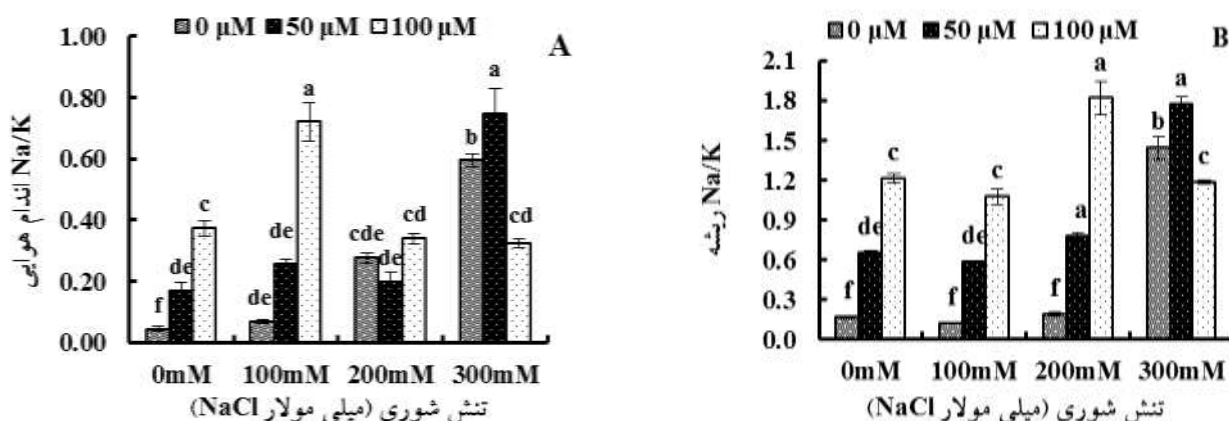 0 µM 50 µM 100 µM
A
1.00
0.80
0.60
0.40
0.20
0.00
Na/K اندام هوایی
f de c
de de a
cde de cd
b a cd
0mM 100mM 200mM 300mM
تنش شوری (میلی مولار NaCl)
0 µM 50 µM 100 µM
B
2.1
1.8
1.5
1.2
0.9
0.6
0.3
0.0
Na/K ریشه
f de c
f de c
f a a
b a c
0mM 100mM 200mM 300mM
تنش شوری (میلی مولار NaCl)